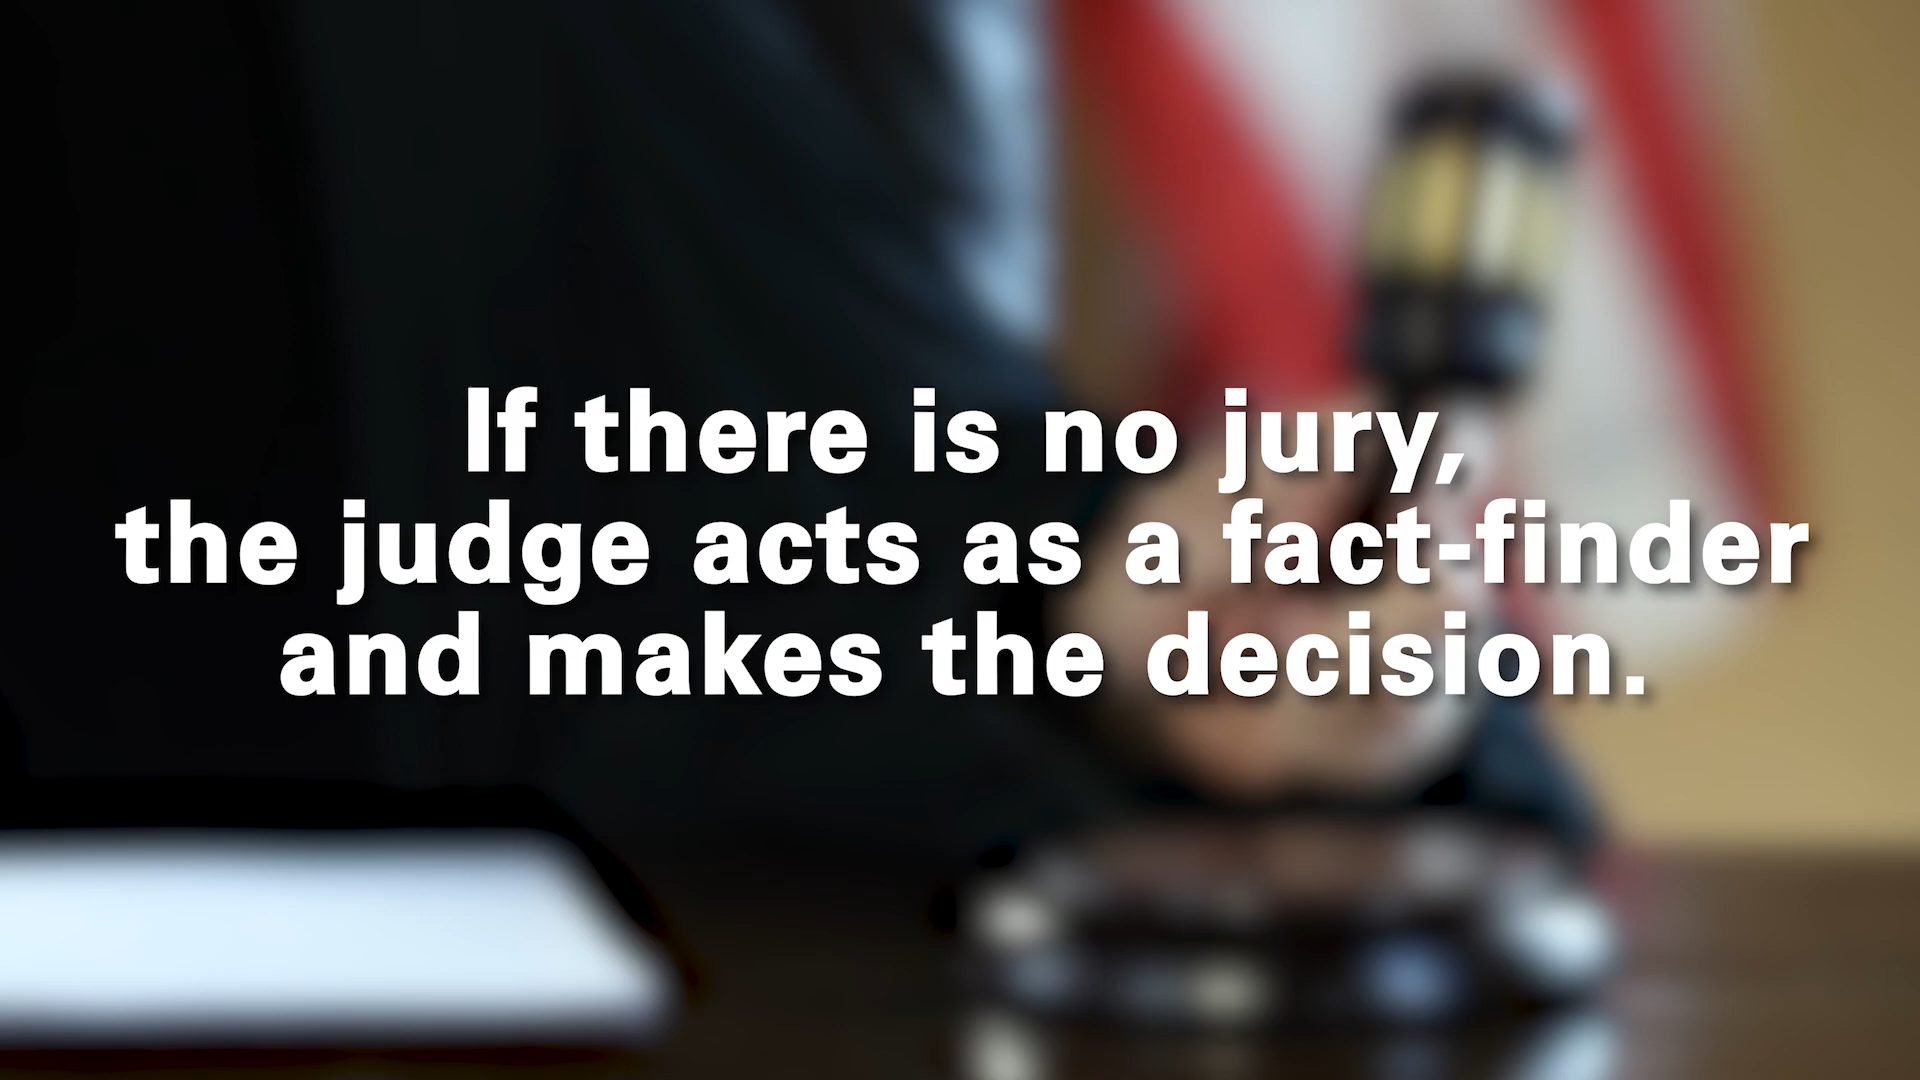 If there is no jury,
the judge acts as a fact-finder
and makes the decision.